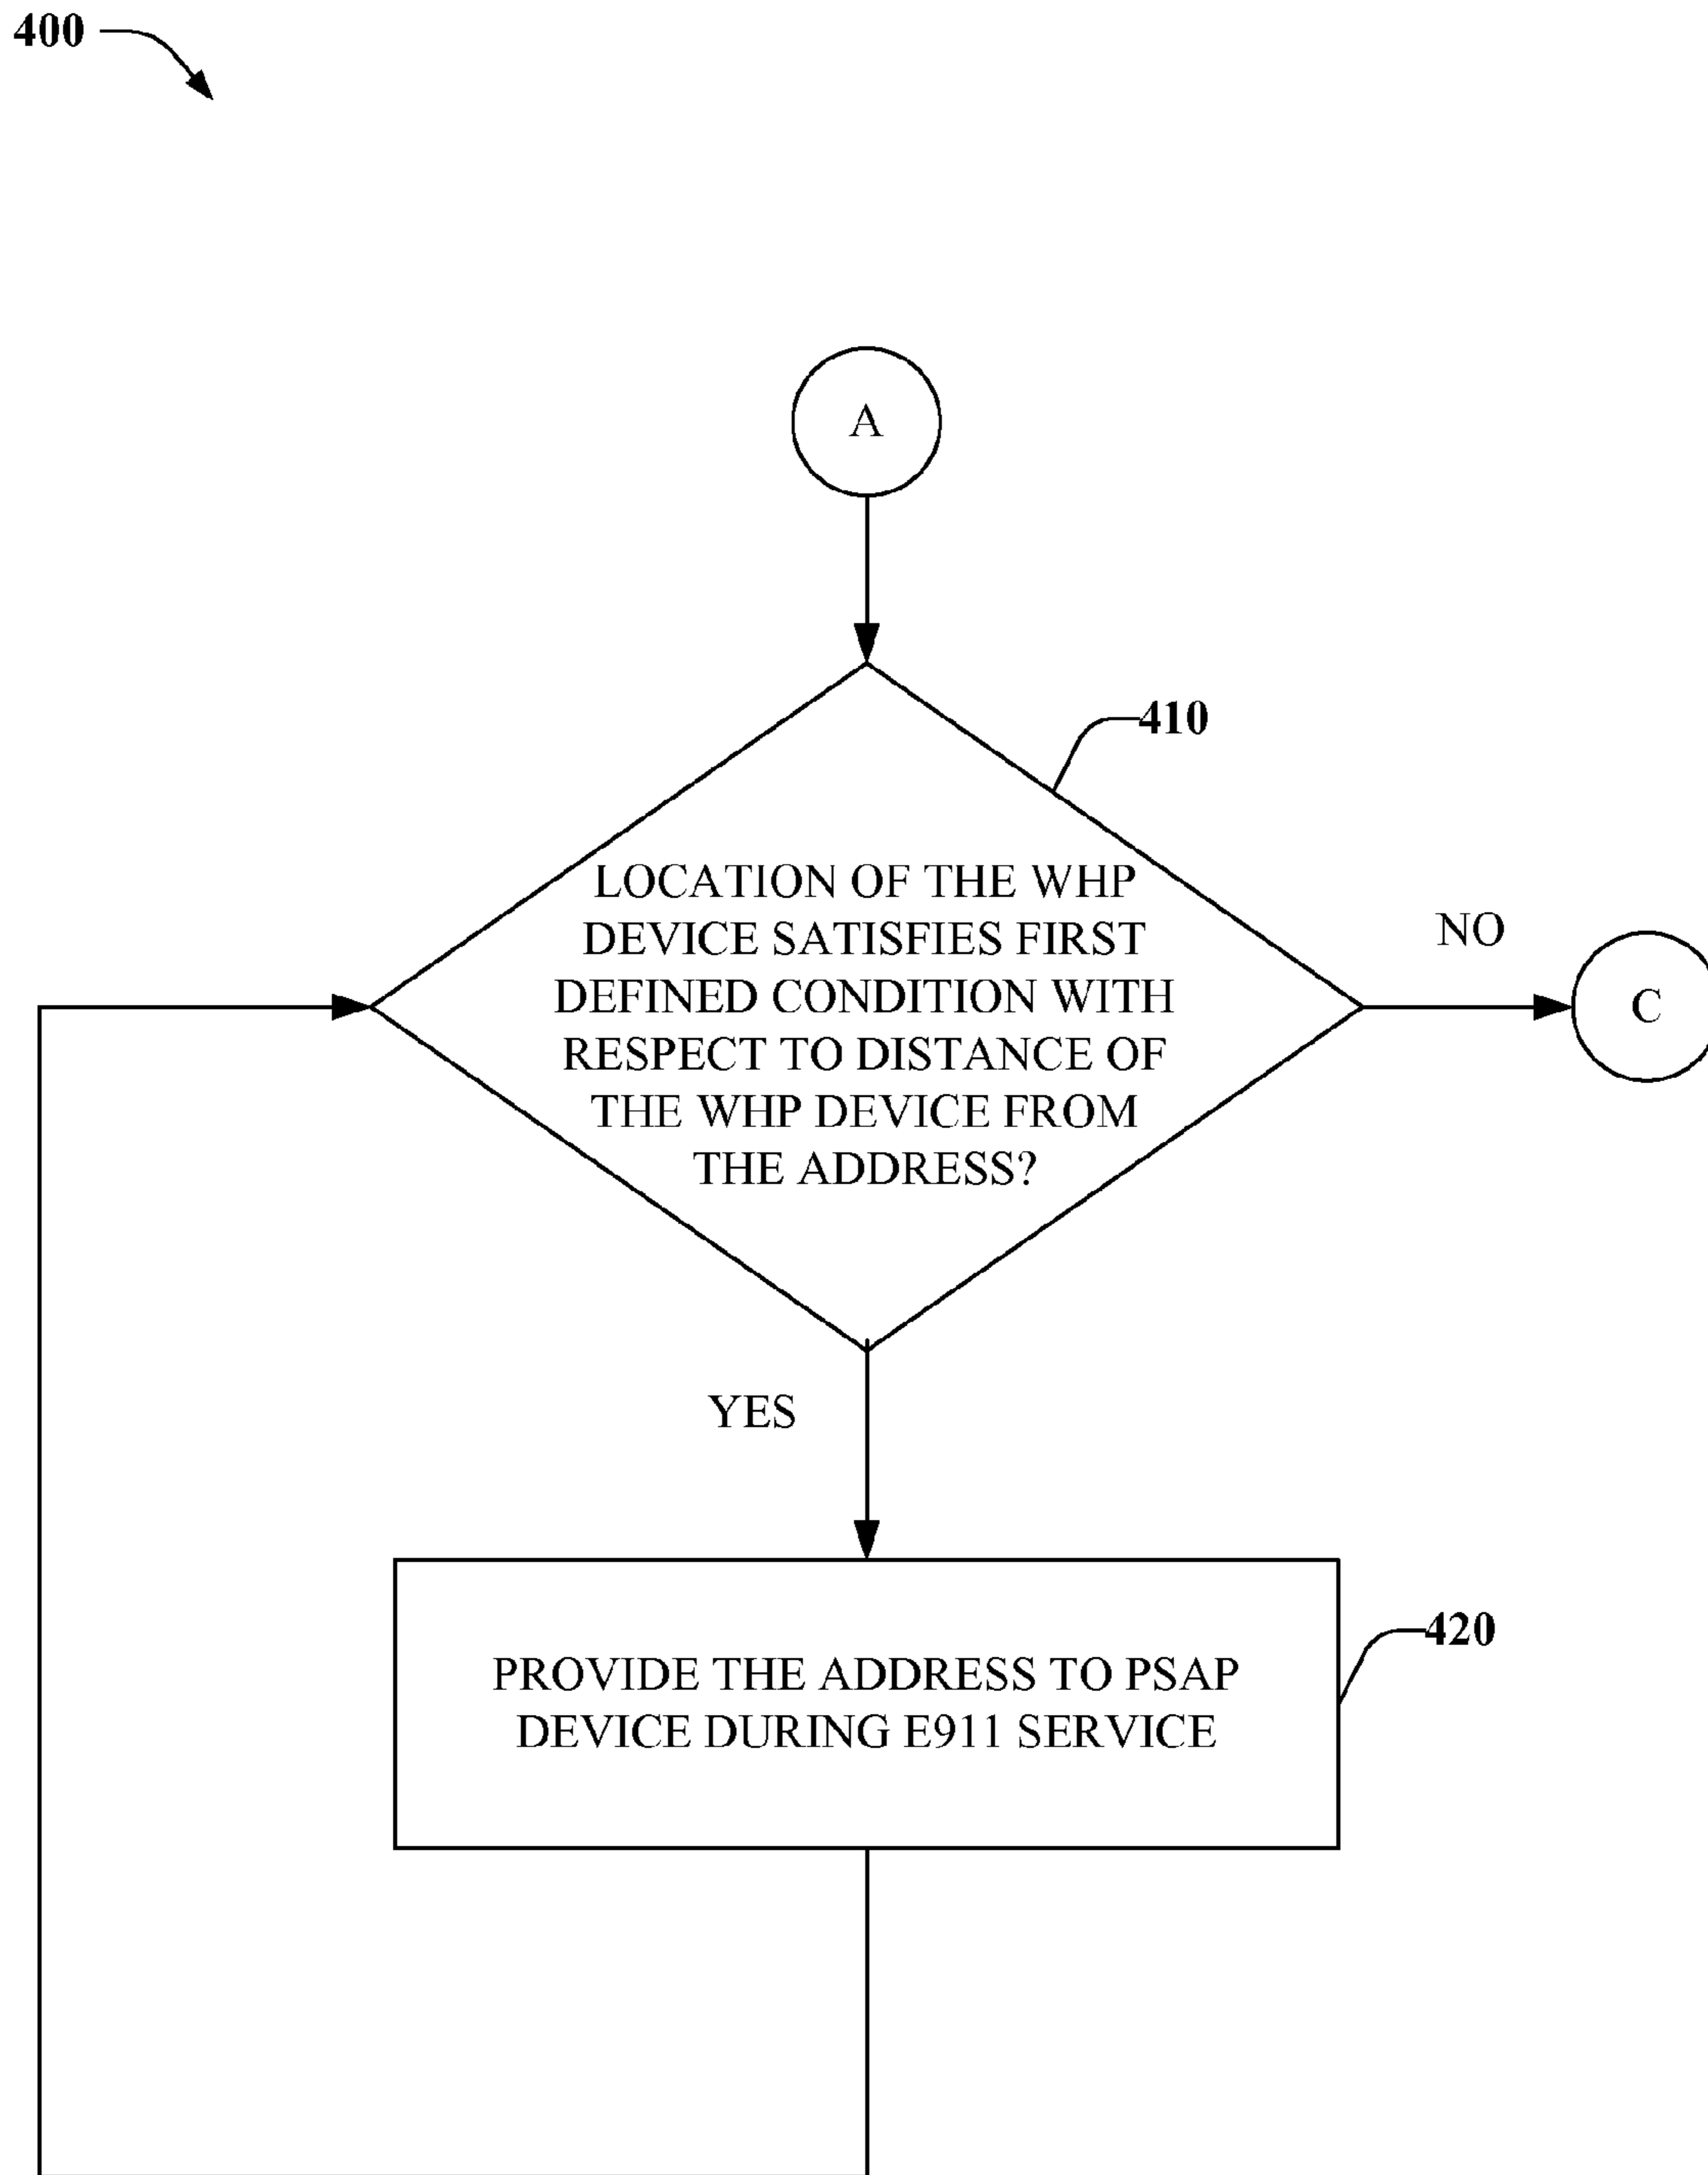 400
A
410
LOCATION OF THE WHP
DEVICE SATISFIES FIRST
DEFINED CONDITION WITH
RESPECT TO DISTANCE OF
THE WHP DEVICE FROM
THE ADDRESS?
NO
C
YES
420
PROVIDE THE ADDRESS TO PSAP
DEVICE DURING E911 SERVICE